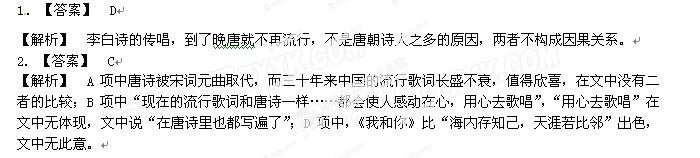 1. 【答案】 D
【解析】 李白诗的传唱，到了晚唐就不再流行，不是唐朝诗人之多的原因，两者不构成因果关系。
2. 【答案】 C
【解析】 A 项中唐诗被宋词元曲取代，而三十年来中国的流行歌词长盛不衰，值得欣喜，在文中没有二
者的比较；B 项中“现在的流行歌词和唐诗一样……都会使人感动在心，用心去歌唱”，“用心去歌唱”在
文中无体现，文中说“在唐诗里也都写遍了”；D 项中，《我和你》比“海内存知己，天涯若比邻”出色，
文中无此意。